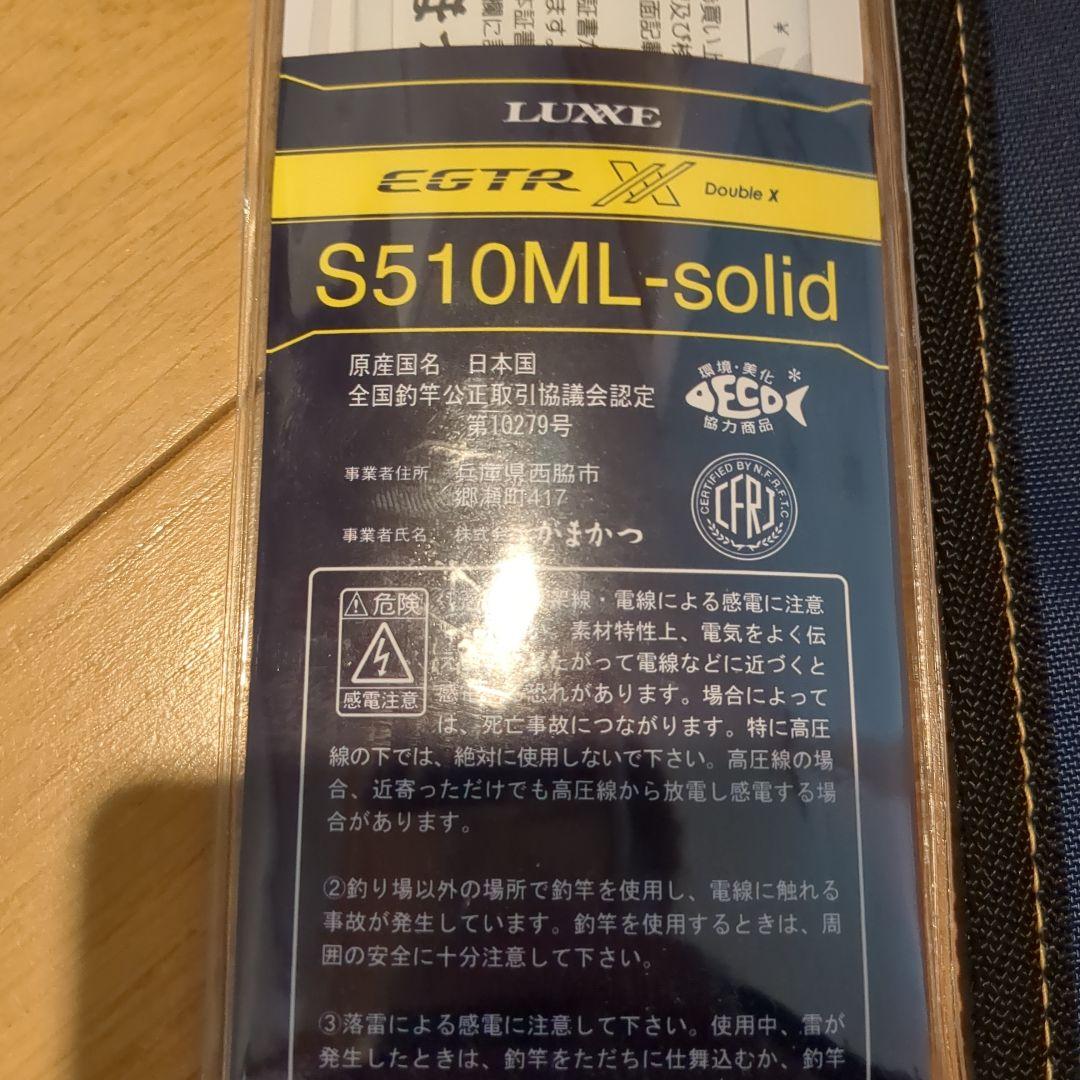 LUXXE
EGTR XX Double X
S510ML-solid
原産国名 日本国
全国釣竿公正取引協議会認定
第10279号
環境・美化
ECO
協力商品
事業者住所 兵庫県西脇市
郷瀬町417
CERTIFIED BY N.F.R.F.T.C
CFRI
事業者氏名 株式会 がまかつ
危険
感電注意
架線・電線による感電に注意
素材特性上、電気をよく伝
たがって電線などに近づくと
恐れがあります。場合によって
は、死亡事故につながります。特に高圧
線の下では、絶対に使用しないで下さい。高圧線の場
合、近寄っただけでも高圧線から放電し感電する場
合があります。
②釣り場以外の場所で釣竿を使用し、電線に触れる
事故が発生しています。釣竿を使用するときは、周
囲の安全に十分注意して下さい。
③落雷による感電に注意して下さい。使用中、雷が
発生したときは、釣竿をただちに仕舞込むか、釣竿